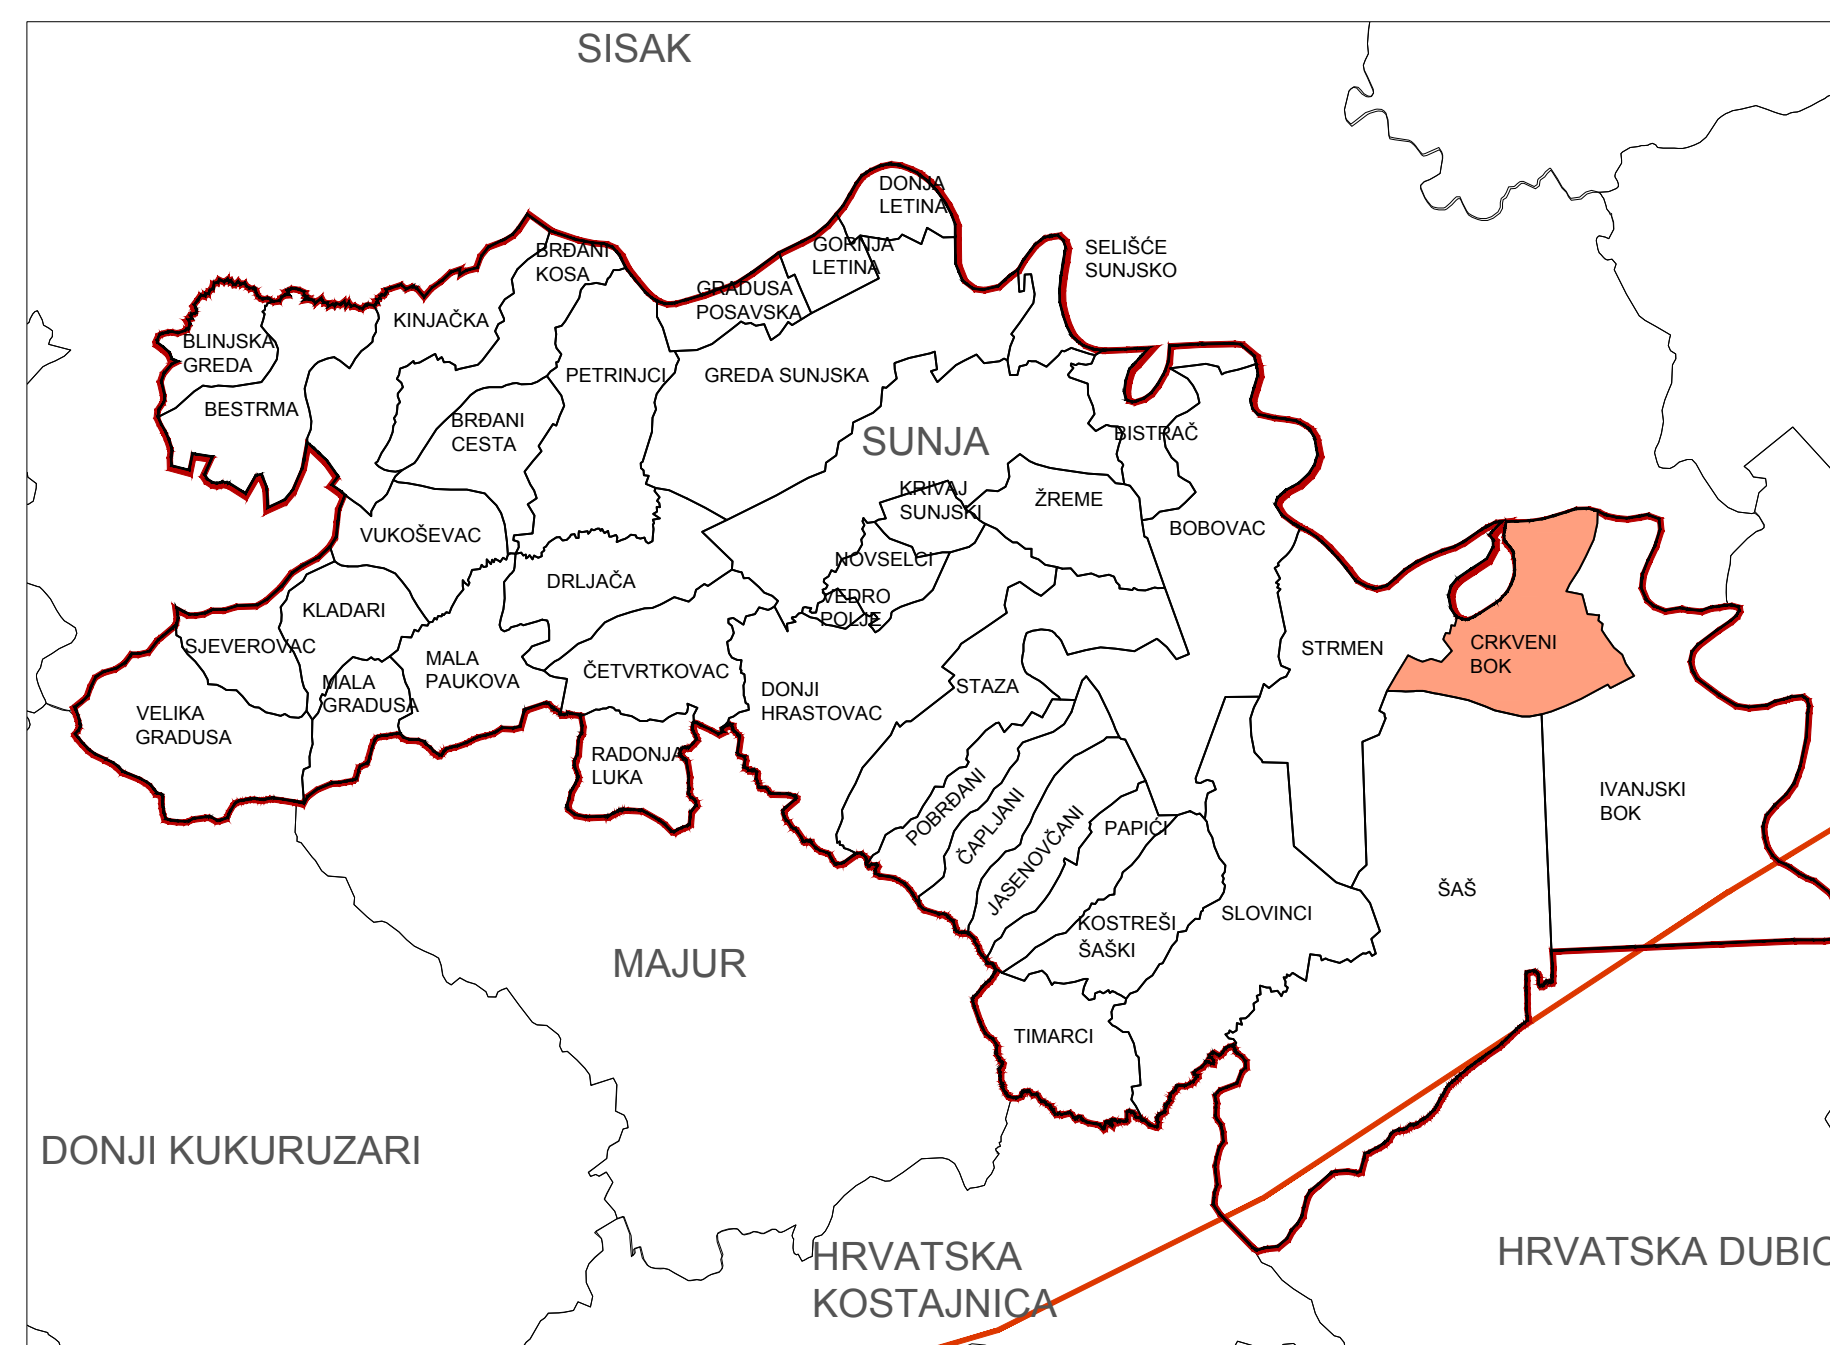 SISAK
DONJA
LETINA
GORNJA
LETINA
SELIŠĆE
SUNJSKO
BRĐANI
KOSA
GRADUSA
POSAVSKA
KINJAČKA
BLINJSKA
GREDA
PETRINJCI
GREDA SUNJSKA
BESTRMA
BRĐANI
CESTA
SUNJA
BISTRAČ
KRIVAJ
SUNJSKI
ŽREME
BOBOVAC
VUKOŠEVAC
NOVSELCI
DRLJAČA
VEDRO
POLJE
KLADARI
SJEVEROVAC
MALA
PAUKOVA
ČETVRTKOVAC
STRMEN
CRKVENI
BOK
MALA
GRADUSA
STAZA
DONJI
HRASTOVAC
VELIKA
GRADUSA
RADONJA
LUKA
IVANJSKI
BOK
POBRĐANI
ČAPLJANI
JASENOVČANI
PAPIĆI
ŠAŠ
SLOVINCI
KOSTREŠI
ŠAŠKI
MAJUR
TIMARCI
DONJI KUKURUZARI
HRVATSKA
KOSTAJNICA
HRVATSKA DUBIC